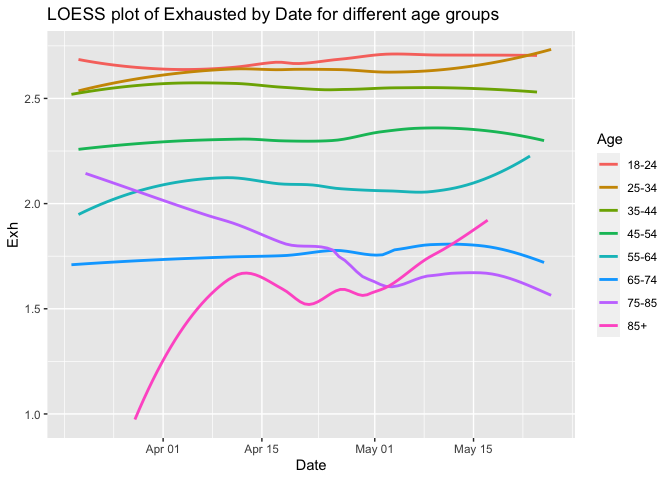 LOESS plot of Exhausted by Date for different age groups
2.5
2.0
1.5
1.0
Exh
Apr 01
Apr 15
May 01
May 15
Date
Age
18-24
25-34
35-44
45-54
55-64
65-74
75-85
85+